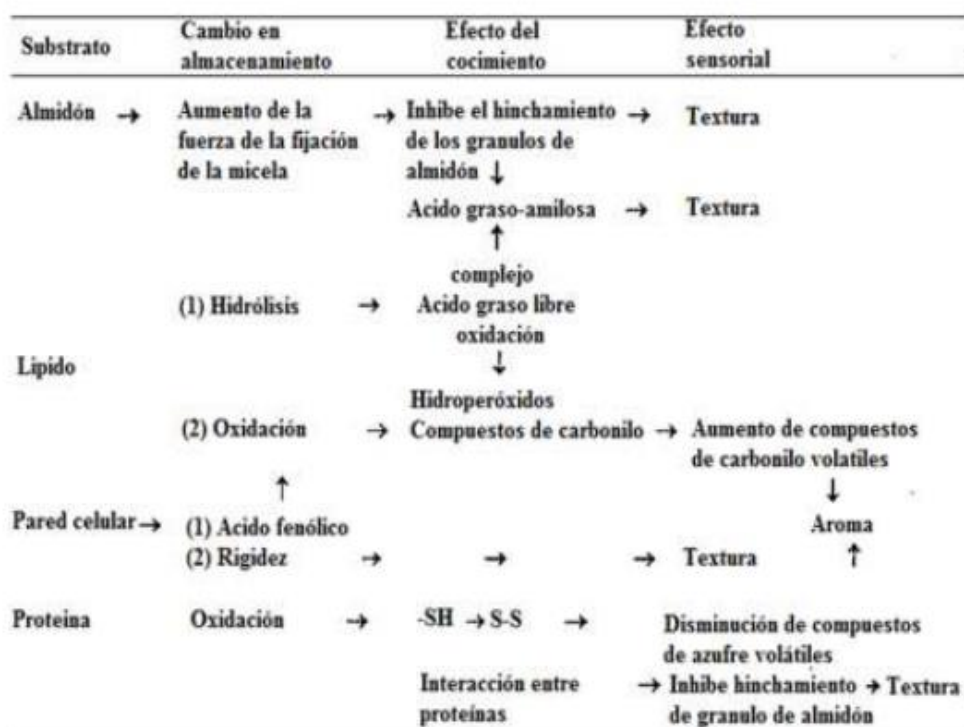 Substrato Cambio en almacenamiento Efecto del cocimiento Efecto sensorial
Almidón → Aumento de la → Inhibe el hinchamiento → Textura
fuerza de la fijación de los granulos de
de la micela almidón ↓
Acido graso-amilosa → Textura
↑
complejo
(1) Hidrólisis → Acido graso libre
oxidación
↓
Lipido
Hidroperóxidos
(2) Oxidación → Compuestos de carbonilo → Aumento de compuestos
de carbonilo volatiles
↑ ↓
Pared celular → (1) Acido fenólico Aroma
(2) Rigidez → → → Textura ↑
Proteina Oxidación → -SH → S-S → Disminución de compuestos
de azufre volátiles
Interacción entre → Inhibe hinchamiento → Textura
proteínas de granulo de almidón